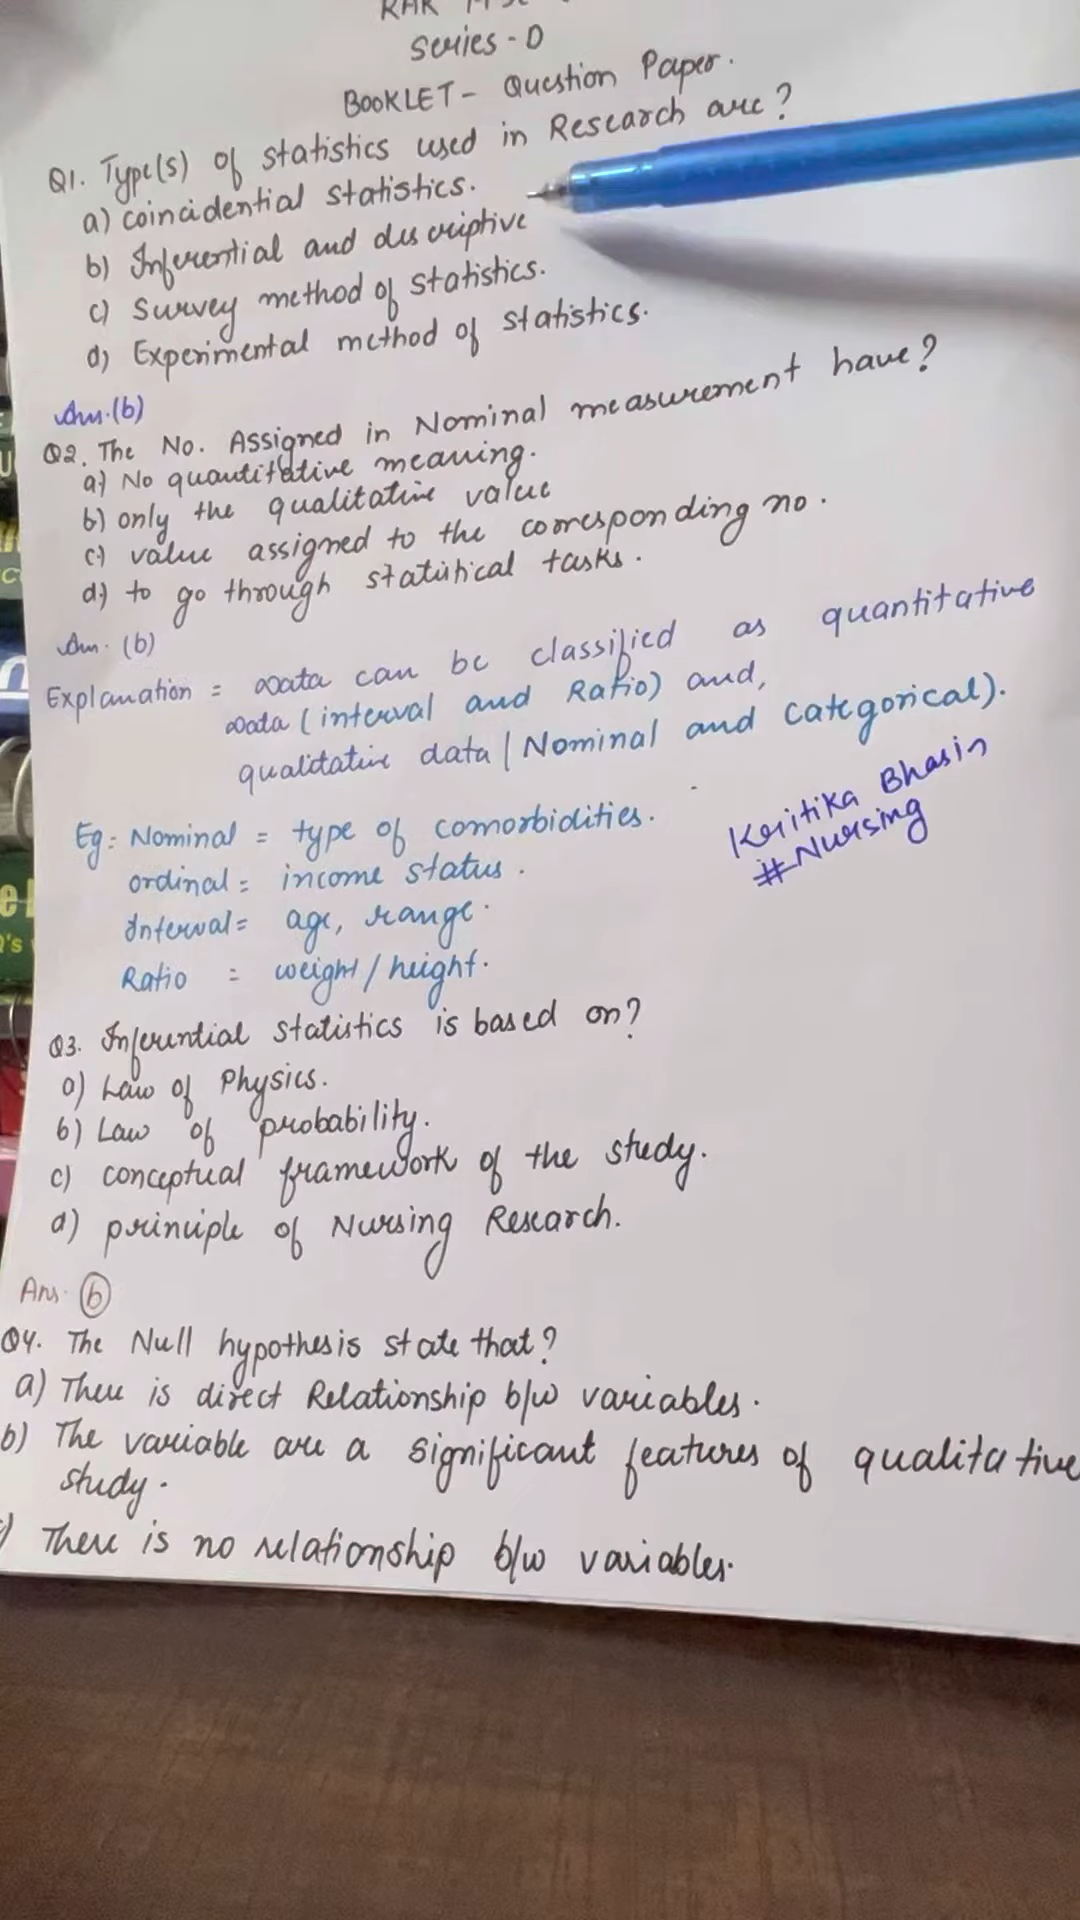 Series - D
BOOKLET - Question Paper.
Q1. Type(s) of statistics used in Research are?
a) coincidential statistics.
b) Inferential and descriptive
c) Survey method of statistics.
d) Experimental method of statistics.
Ans.(b)
Q2. The No. Assigned in Nominal measurement have?
a) No quantitative meaning.
b) only the qualitative value
c) value assigned to the corresponding no.
d) to go through statistical tasks.
Ans. (b)
Explanation = Data can be classified as quantitative
Data (interval and Ratio) and,
qualitative data (Nominal and Categorical).
Kritika Bhasin
#Nursing
Eg: Nominal = type of comorbidities.
ordinal = income status.
Interval = age, range.
Ratio = weight/height.
Q3. Inferential statistics is based on?
a) Law of Physics.
b) Law of probability.
c) conceptual framework of the study.
d) principle of Nursing Research.
Ans. (b)
Q4. The Null hypothesis state that?
a) There is direct Relationship b/w variables.
b) The variable are a significant features of qualitative
study.
) There is no relationship b/w variables.